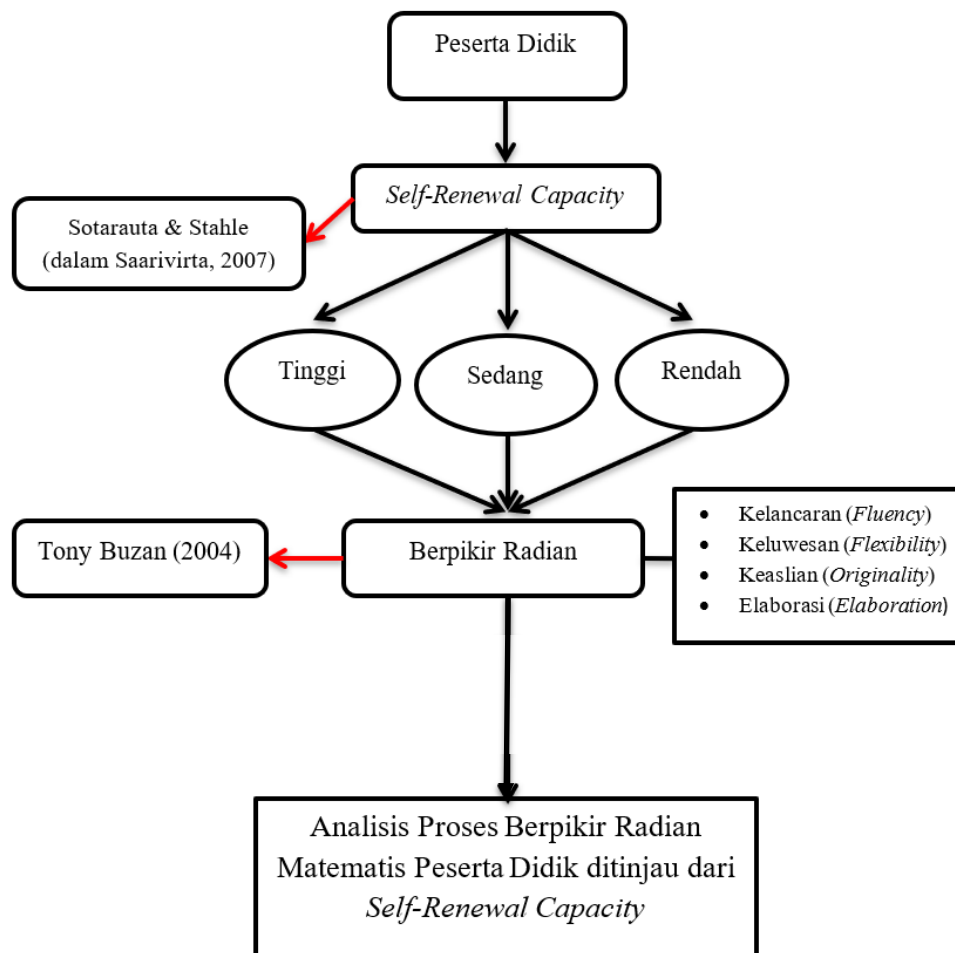 Peserta Didik
Self-Renewal Capacity
Sotarauta & Stahle
(dalam Saarivirta, 2007)
Tinggi
Sedang
Rendah
Tony Buzan (2004)
Berpikir Radian
• Kelancaran (Fluency)
• Keluwesan (Flexibility)
• Keaslian (Originality)
• Elaborasi (Elaboration)
Analisis Proses Berpikir Radian
Matematis Peserta Didik ditinjau dari
Self-Renewal Capacity